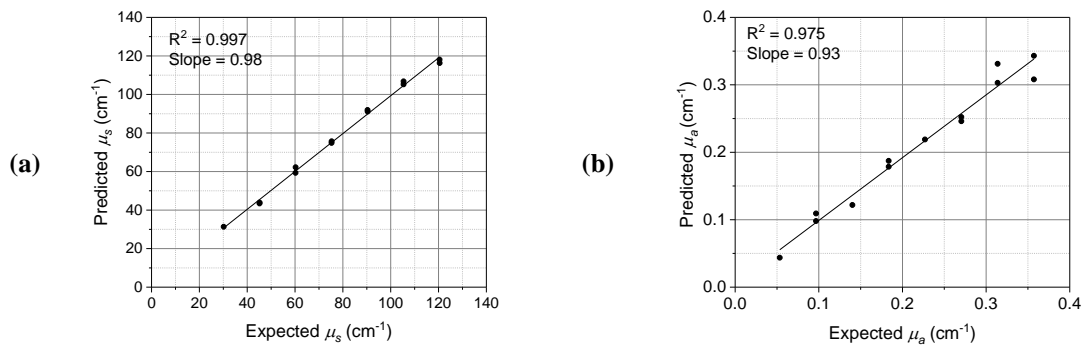 (a)
R² = 0.997
Slope = 0.98
Predicted μₛ (cm⁻¹)
140
120
100
80
60
40
20
0
0 20 40 60 80 100 120 140
Expected μₛ (cm⁻¹)
(b)
R² = 0.975
Slope = 0.93
Predicted μₐ (cm⁻¹)
0.4
0.3
0.2
0.1
0.0
0.0 0.1 0.2 0.3 0.4
Expected μₐ (cm⁻¹)